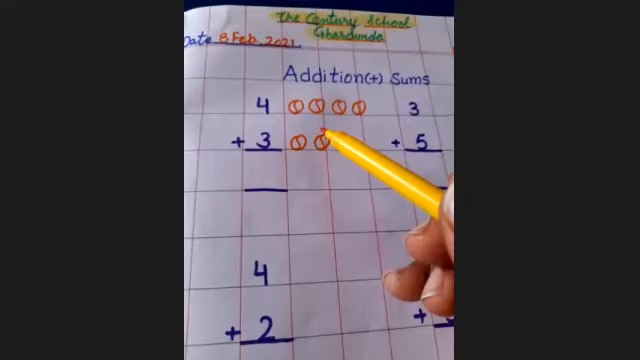 The Century School
Gharaunda
Date 8 Feb, 2021.
Addition(+) Sums
4 3
+ 3 + 5
4
+ 2 +